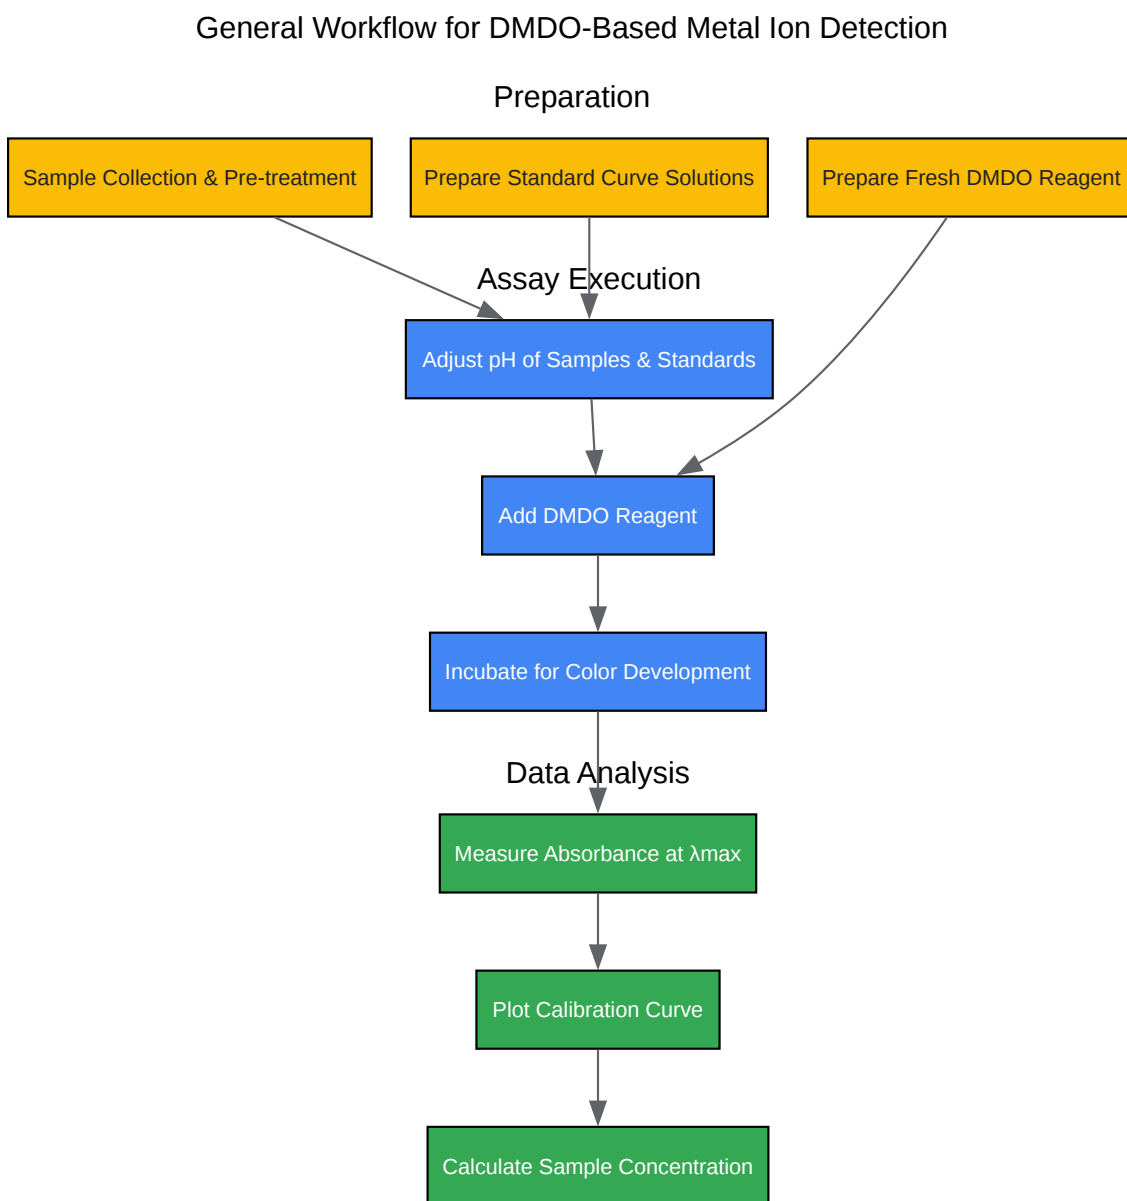 General Workflow for DMDO-Based Metal Ion Detection
Preparation
Sample Collection & Pre-treatment
Prepare Standard Curve Solutions
Prepare Fresh DMDO Reagent
Assay Execution
Adjust pH of Samples & Standards
Add DMDO Reagent
Incubate for Color Development
Data Analysis
Measure Absorbance at λmax
Plot Calibration Curve
Calculate Sample Concentration